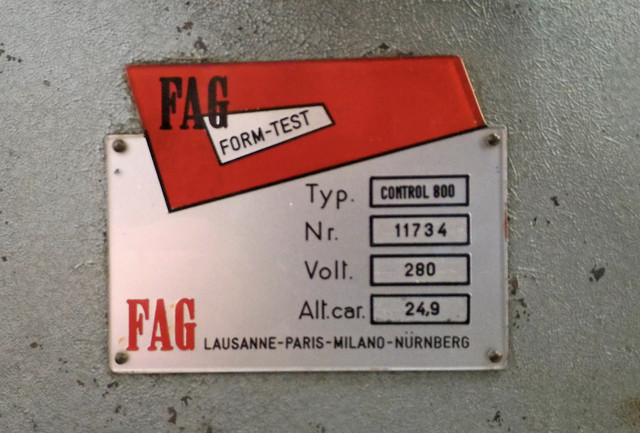 FAG
FORM-TEST
Typ. CONTROL 800
Nr. 11734
Volt. 280
Alt.car. 24,9
FAG LAUSANNE-PARIS-MILANO-NÜRNBERG